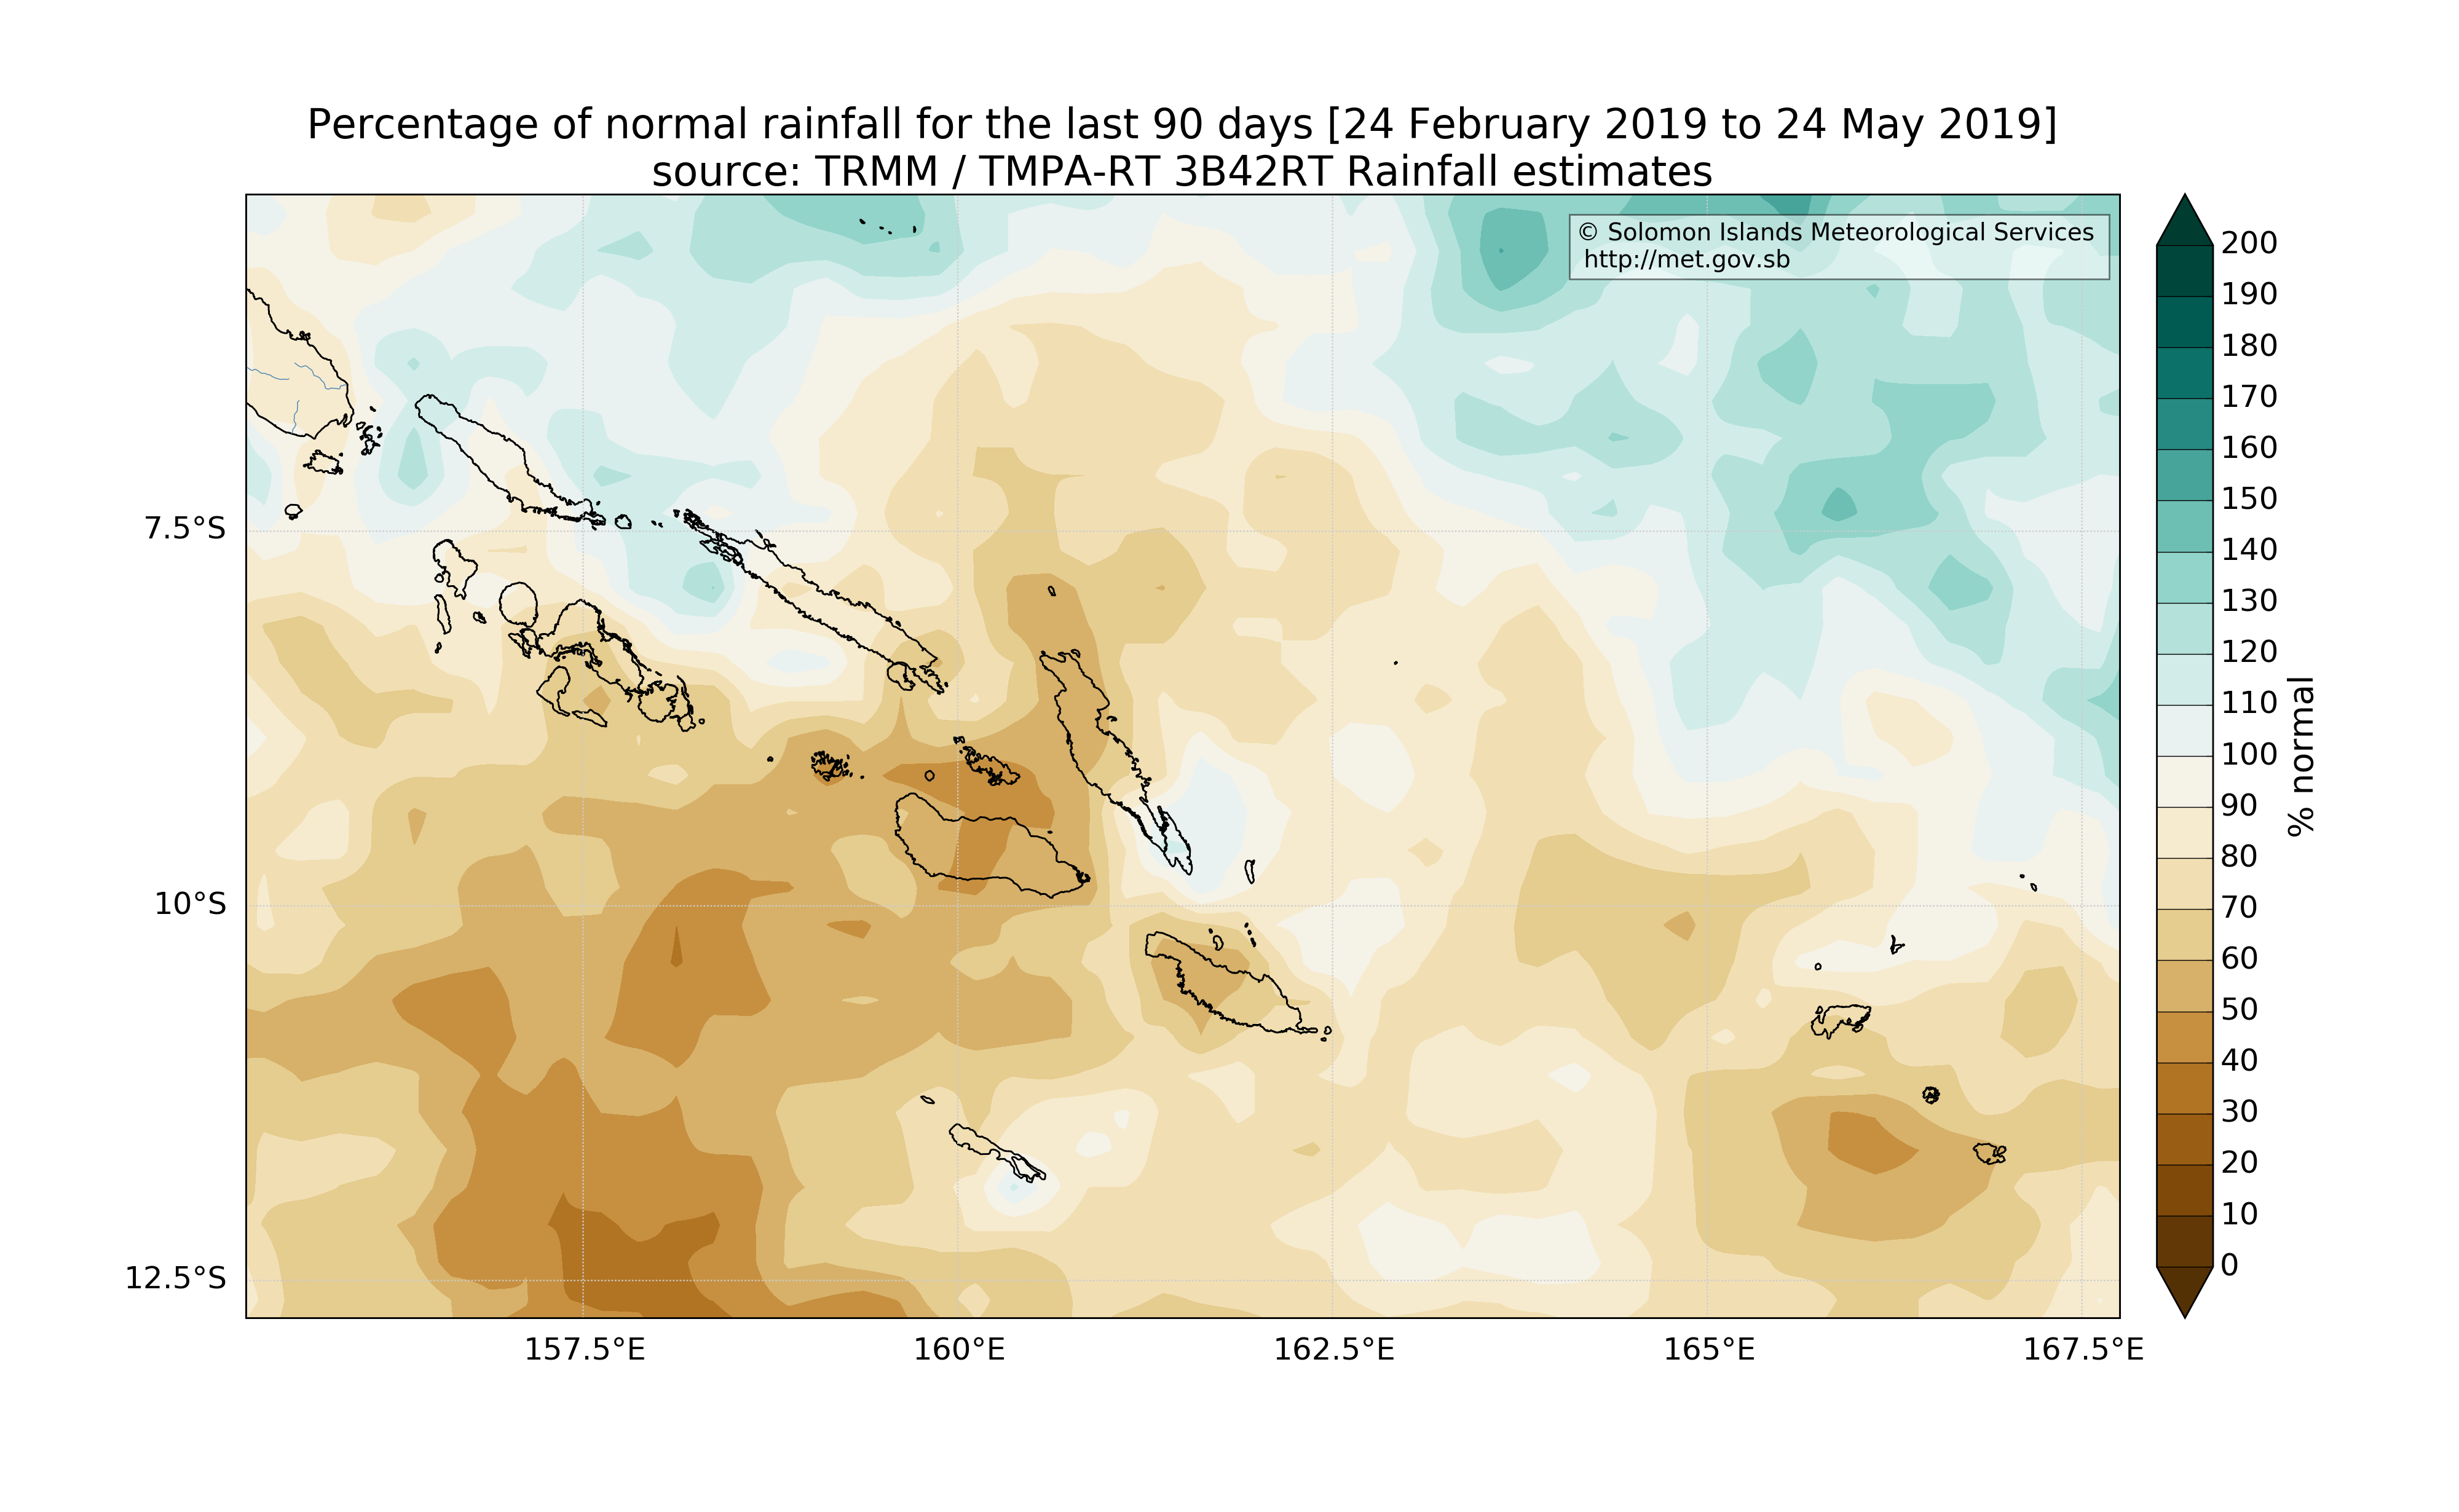 Percentage of normal rainfall for the last 90 days [24 February 2019 to 24 May 2019]
source: TRMM / TMPA-RT 3B42RT Rainfall estimates
© Solomon Islands Meteorological Services
http://met.gov.sb
7.5°S
10°S
12.5°S
157.5°E
160°E
162.5°E
165°E
167.5°E
200
190
180
170
160
150
140
130
120
110
100
90
80
70
60
50
40
30
20
10
0
% normal